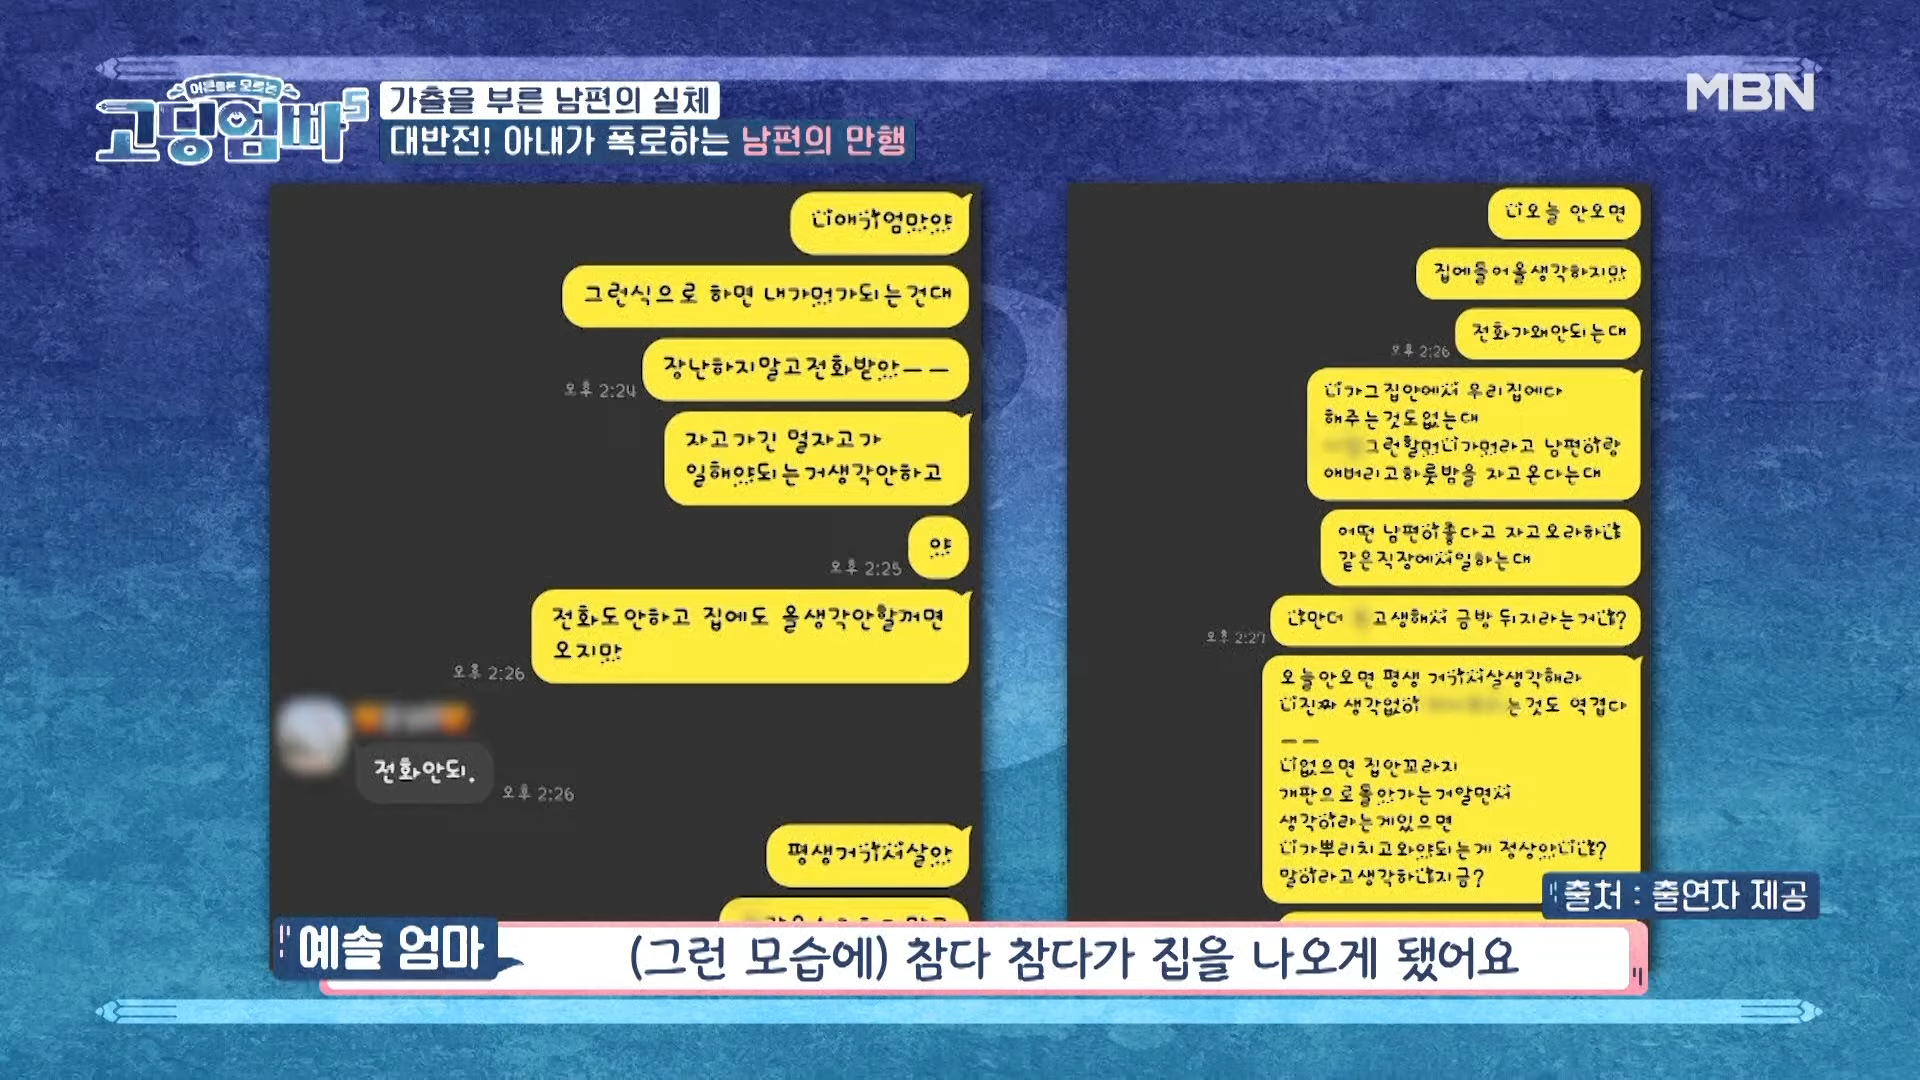 어른들은 모르는
고딩엄빠5
가출을 부른 남편의 실체
대반전! 아내가 폭로하는 남편의 만행
MBN
니애가엄마야
그런식으로 하면 내가머가되는건대
장난하지말고전화받아ㅡㅡ
오후 2:24
자고가긴 멀자고가
일해야되는거생각안하고
야
오후 2:25
전화도안하고 집에도 올생각안할꺼면
오지마
오후 2:26
전화안되.
오후 2:26
평생거기서살아
니오늘 안오면
집에들어올생각하지마
전화가왜안되는대
오후 2:26
니가그집안에서 우리집에다
해주는것도없는대
그런할머니가머라고 남편이랑
애버리고하룻밤을 자고온다는대
어떤 남편이좋다고 자고오라하냐
같은직장에서일하는대
나만더 고생해서 금방 뒤지라는거냐?
오후 2:27
오늘안오면 평생 거기서살생각해라
니진짜 생각없이 는것도 역겹다
ㅡㅡ
니없으면 집안꼬라지
개판으로돌아가는거알면서
생각이라는게있으면
니가뿌리치고와야되는게 정상아니냐?
말이라고생각하냐지금?
출처 : 출연자 제공
예솔 엄마
(그런 모습에) 참다 참다가 집을 나오게 됐어요